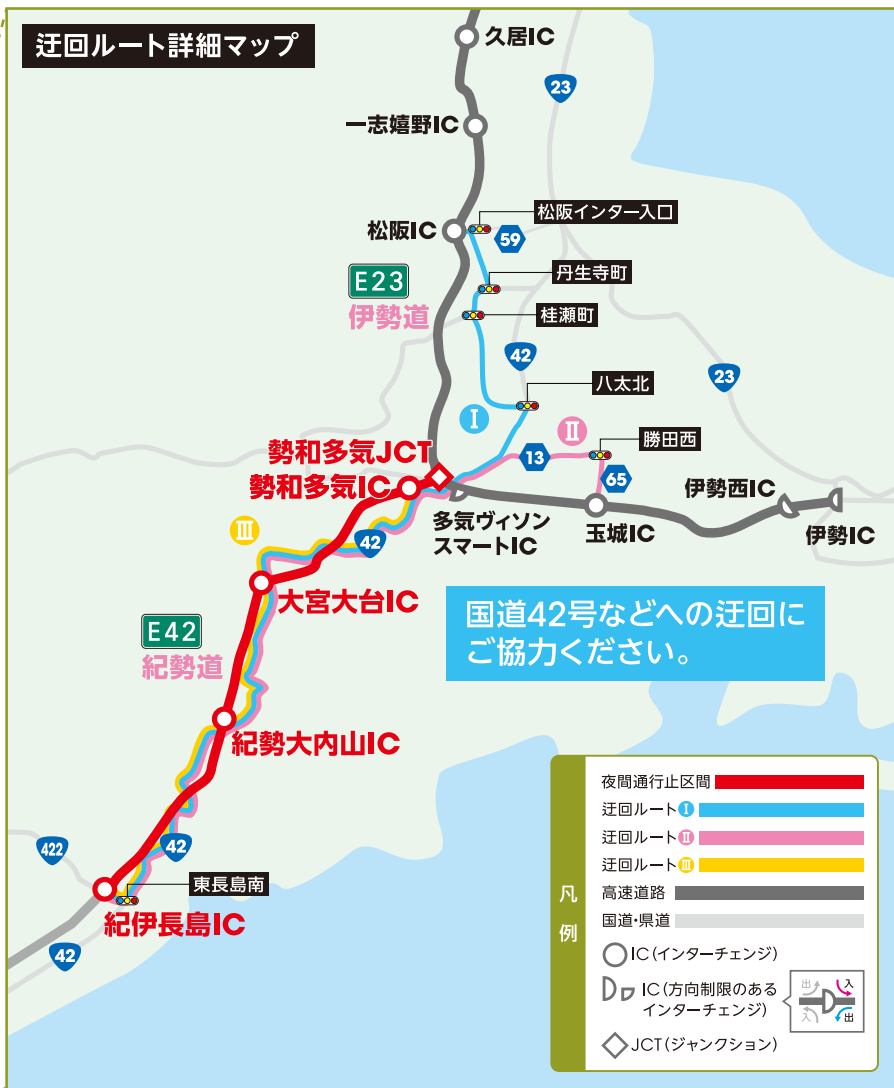 迂回ルート詳細マップ
久居IC
23
一志嬉野IC
松阪インター入口
松阪IC
59
丹生寺町
E23
伊勢道
桂瀬町
42
八太北
23
I
II
勝田西
勢和多気JCT
13
勢和多気IC
65
伊勢西IC
III
42
多気ヴィソン
スマートIC
玉城IC
伊勢IC
大宮大台IC
国道42号などへの迂回に
ご協力ください。
E42
紀勢道
紀勢大内山IC
422
42
東長島南
紀伊長島IC
42
凡例
夜間通行止区間
迂回ルートI
迂回ルートII
迂回ルートIII
高速道路
国道・県道
IC(インターチェンジ)
IC(方向制限のある
インターチェンジ)
出 入
入 出
JCT(ジャンクション)